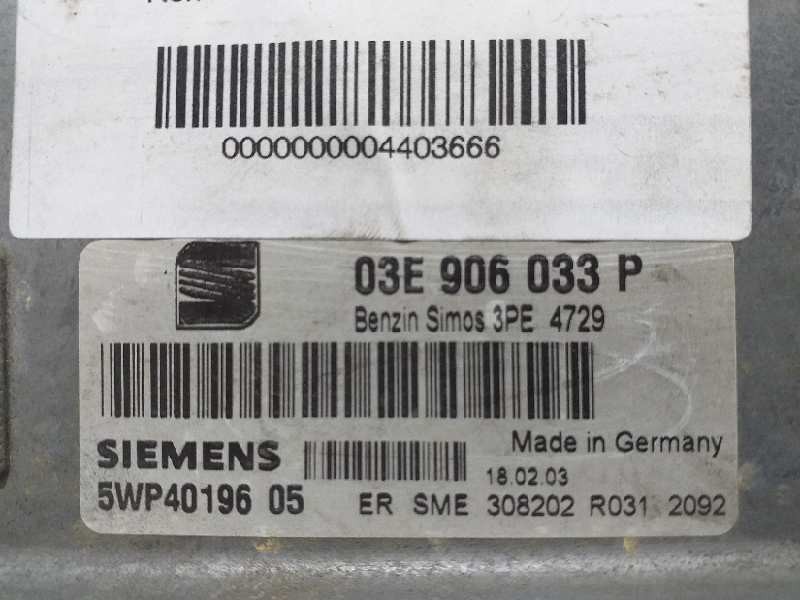 0000000004403666
03E 906 033 P
Benzin Simos 3PE 4729
SIEMENS
Made in Germany
18.02.03
5WP40196 05
ER SME 308202 R031 2092